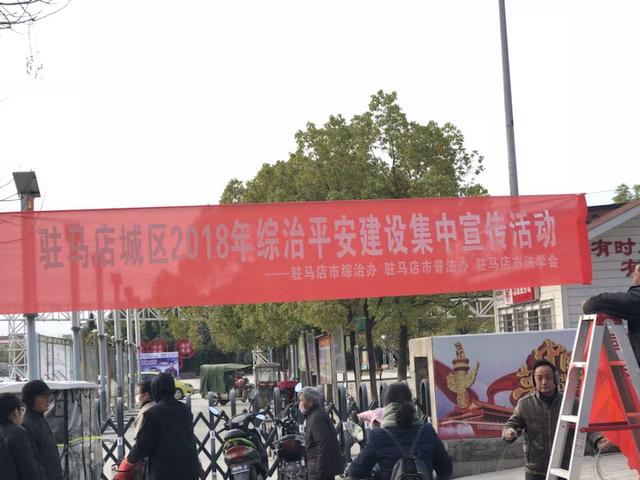 驻马店城区2018年综治平安建设集中宣传活动
——驻马店市综治办 驻马店市普法办 驻马店市法学会
有时